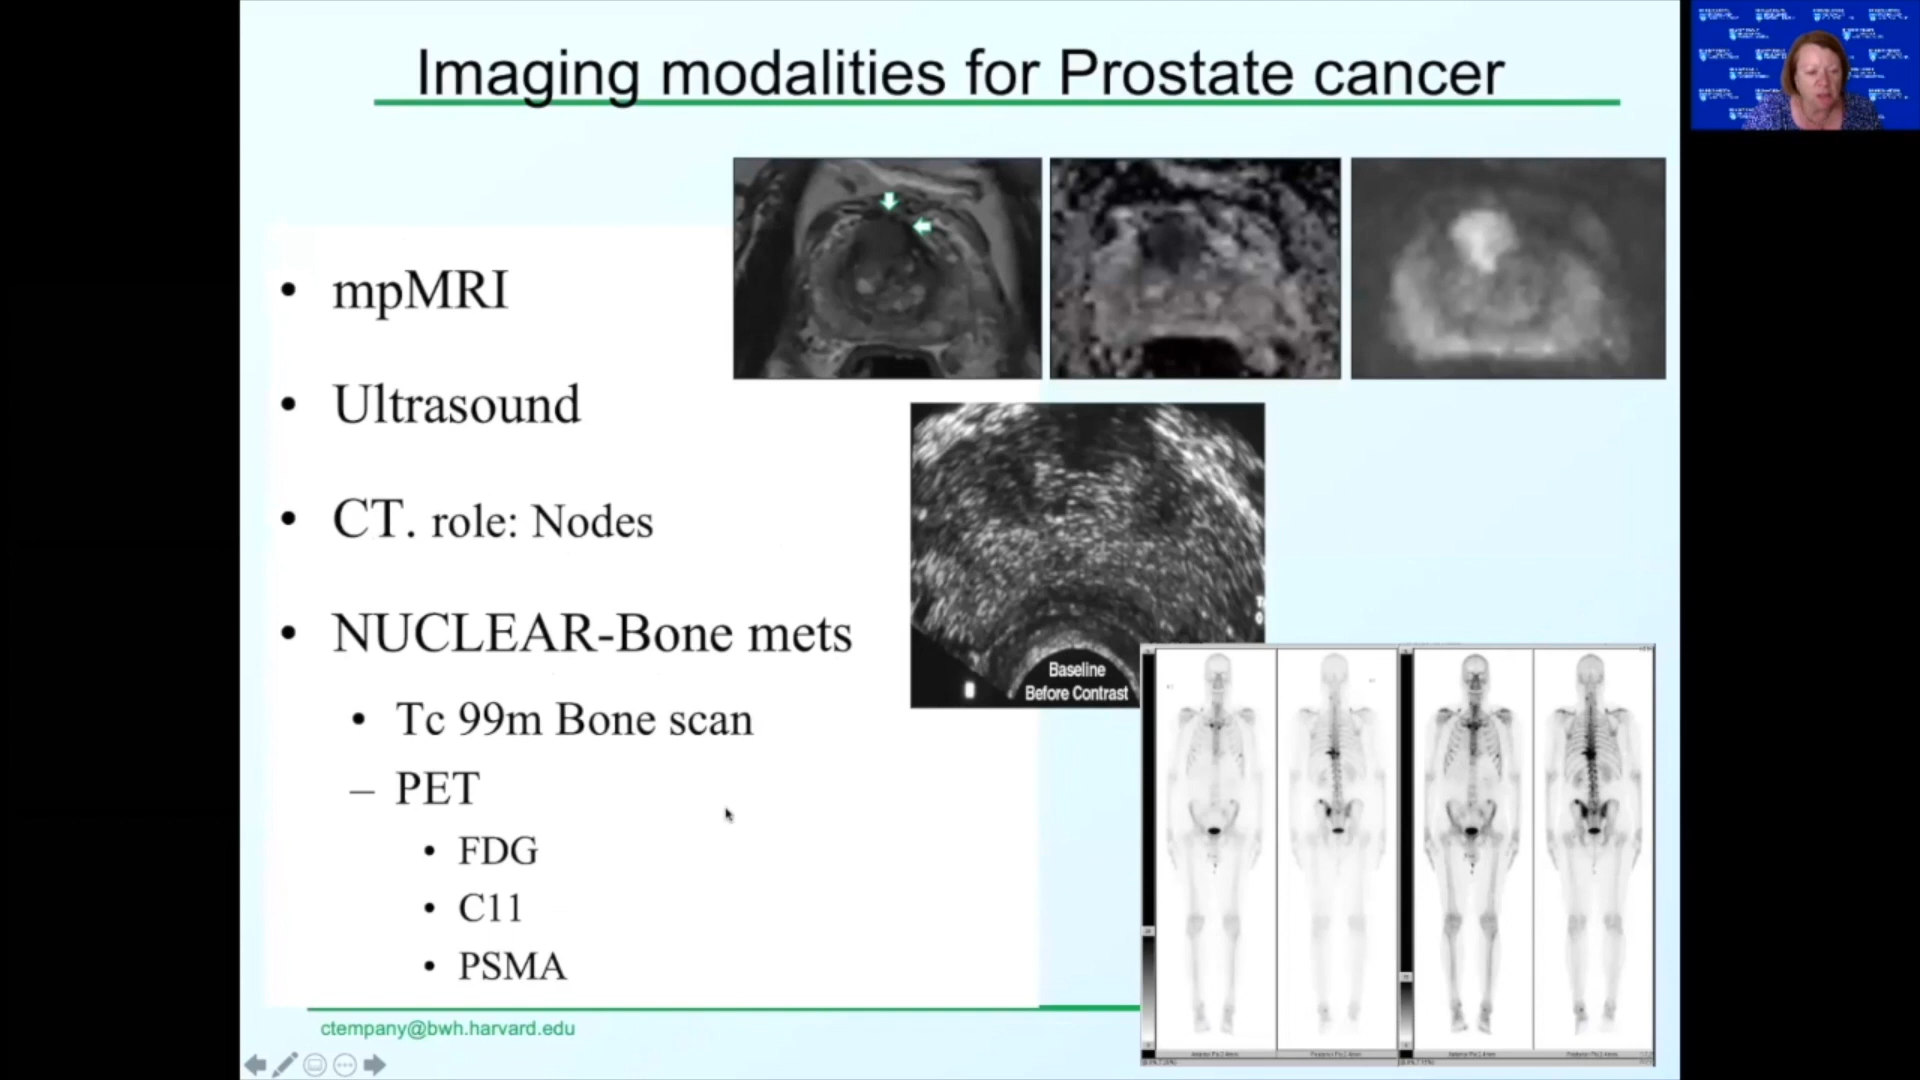 Imaging modalities for Prostate cancer
• mpMRI
• Ultrasound
• CT. role: Nodes
• NUCLEAR-Bone mets
• Tc 99m Bone scan
– PET
• FDG
• C11
• PSMA
Baseline
Before Contrast
ctempany@bwh.harvard.edu